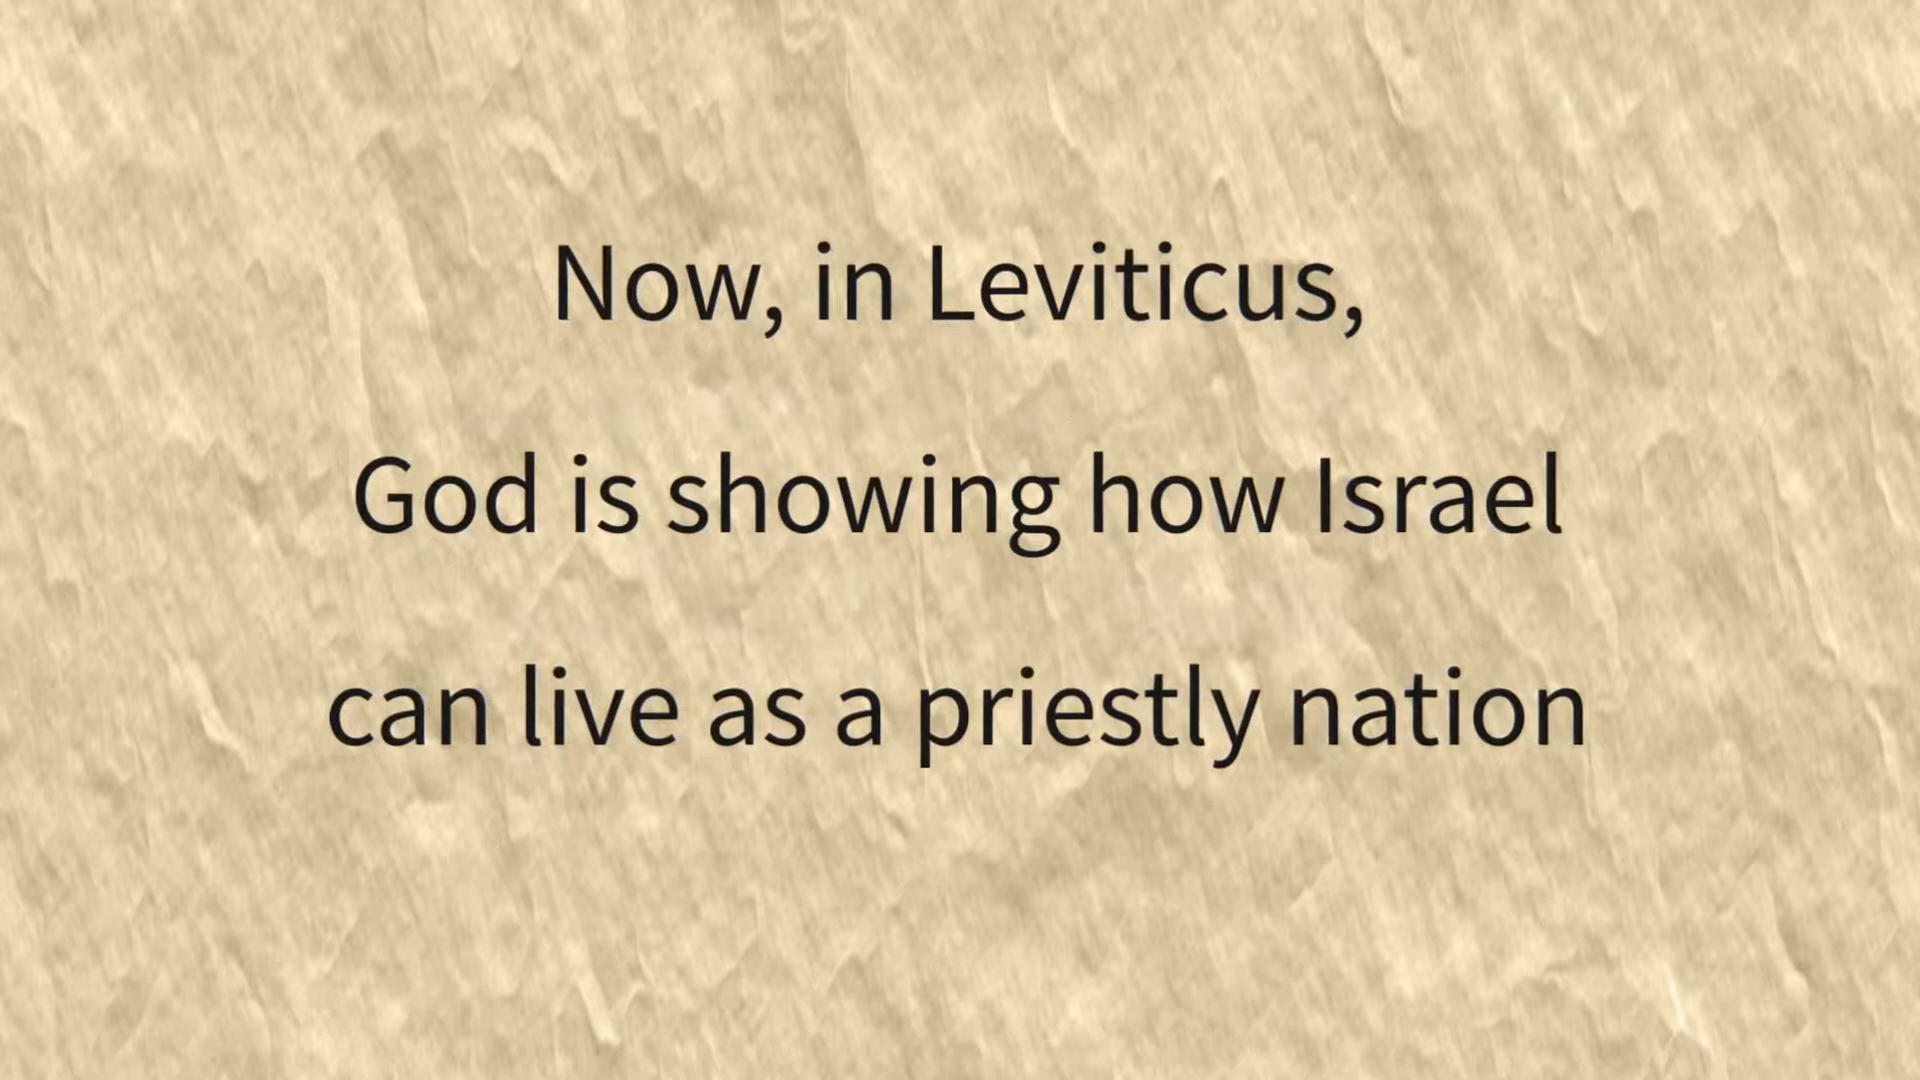 Now, in Leviticus,
God is showing how Israel
can live as a priestly nation